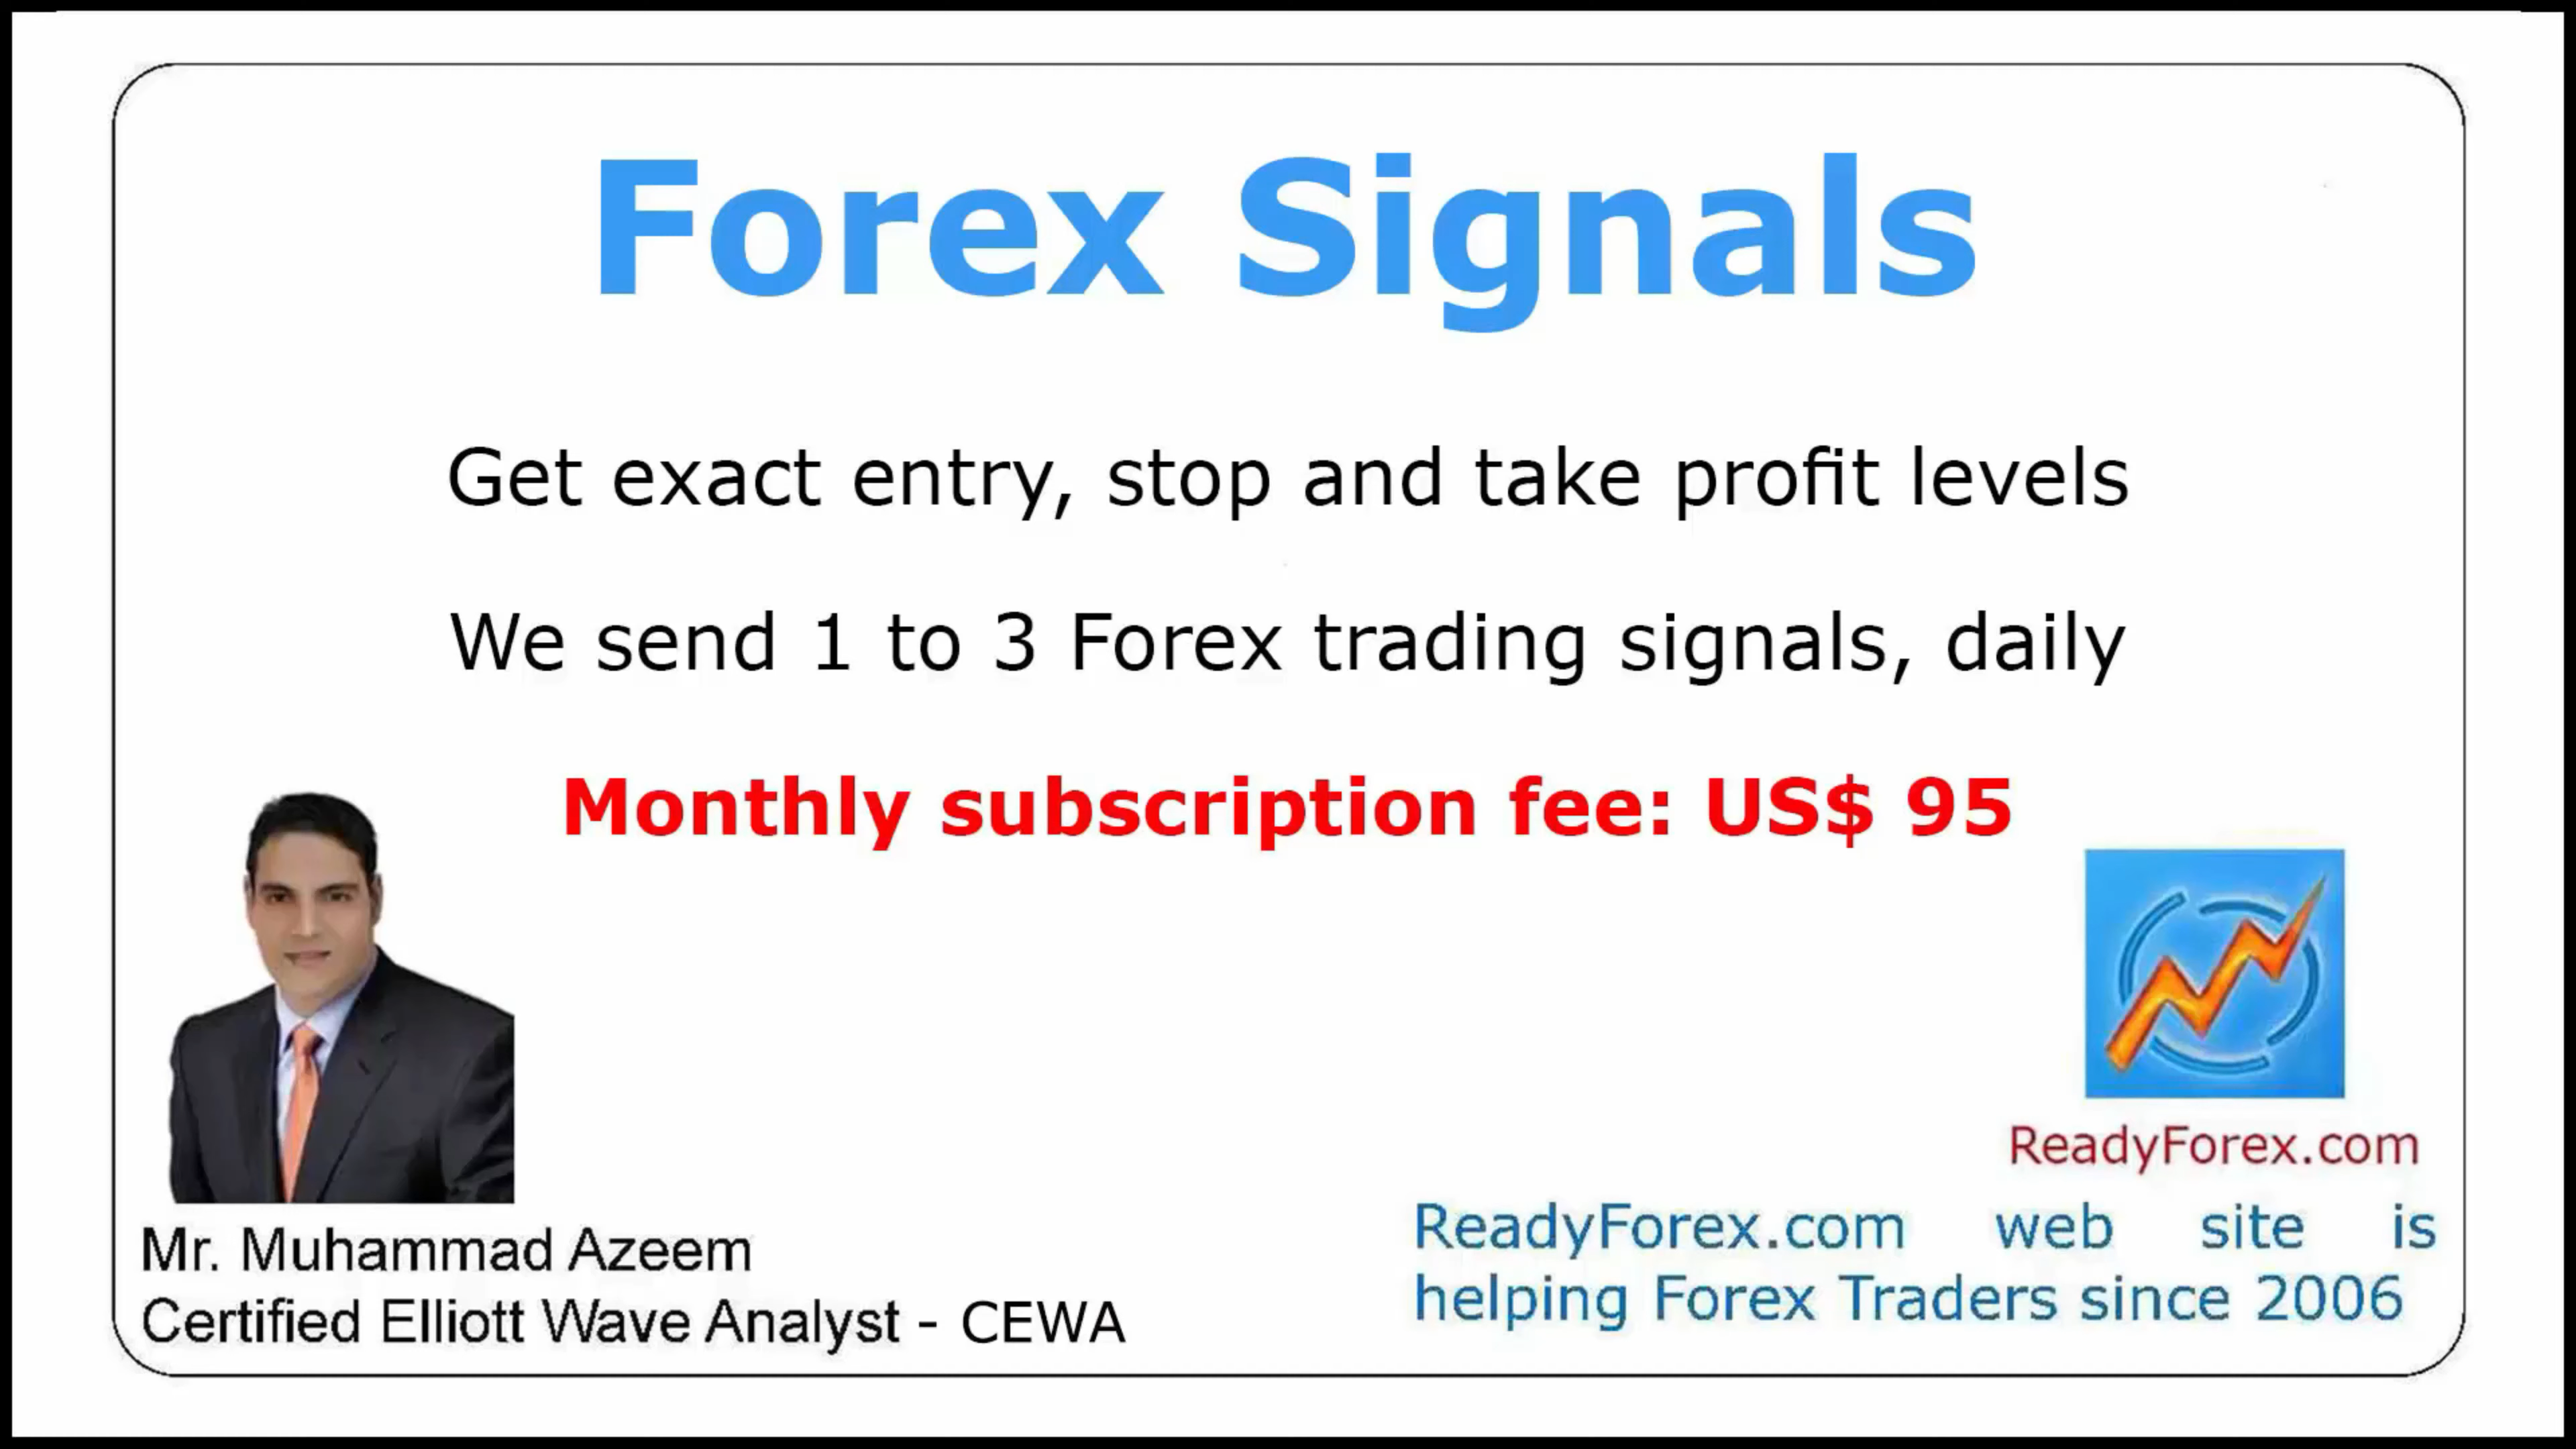 Forex Signals
Get exact entry, stop and take profit levels
We send 1 to 3 Forex trading signals, daily
Monthly subscription fee: US$ 95
ReadyForex.com
Mr. Muhammad Azeem
Certified Elliott Wave Analyst - CEWA
ReadyForex.com web site is
helping Forex Traders since 2006